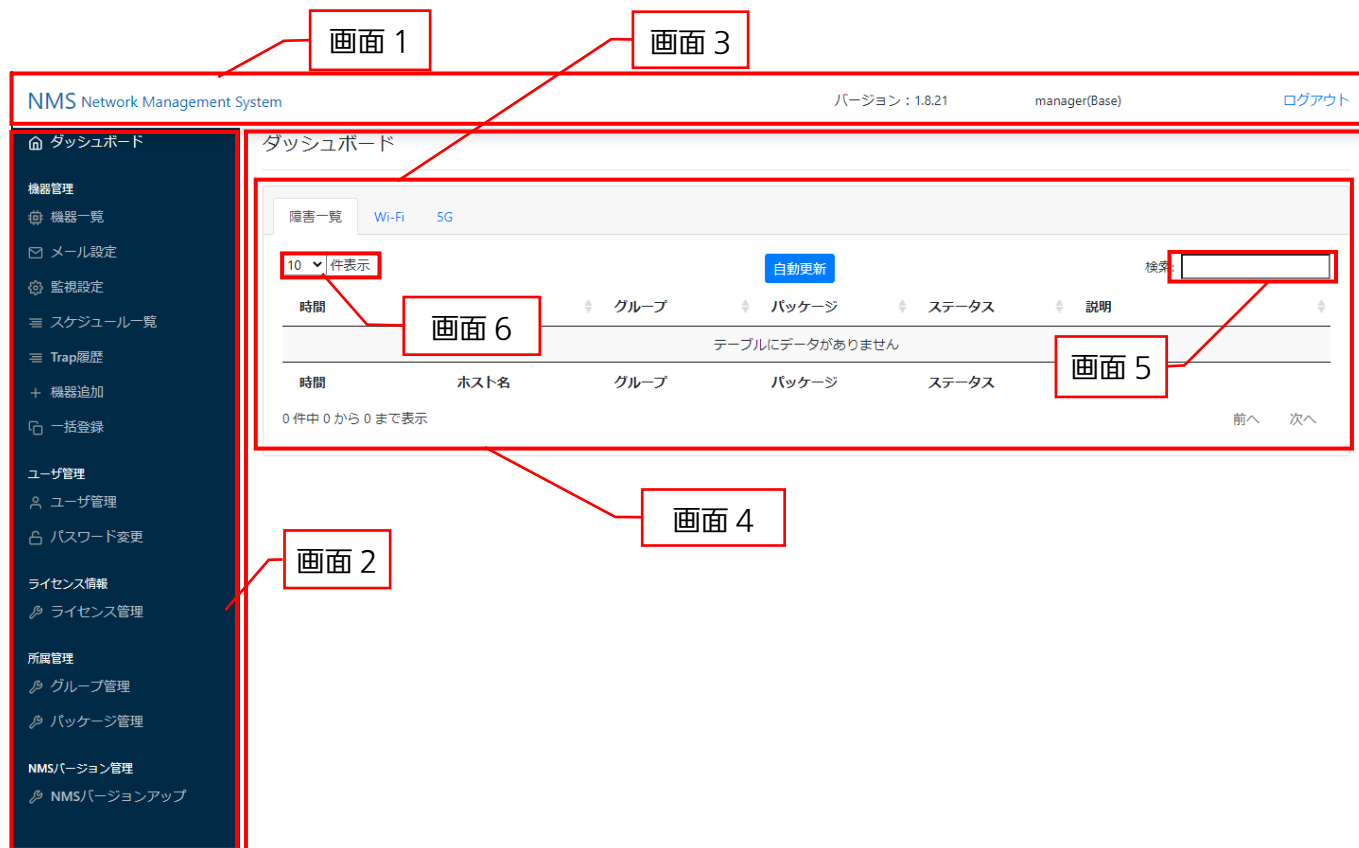 画面 1
画面 3
NMS Network Management System
バージョン：1.8.21
manager(Base)
ログアウト
ダッシュボード
機器管理
機器一覧
メール設定
監視設定
スケジュール一覧
Trap履歴
機器追加
一括登録
ユーザ管理
ユーザ管理
パスワード変更
ライセンス情報
ライセンス管理
所属管理
グループ管理
パッケージ管理
NMSバージョン管理
NMSバージョンアップ
画面 2
ダッシュボード
障害一覧 Wi-Fi 5G
10 件表示
自動更新
検索:
時間 グループ パッケージ ステータス 説明
画面 6
テーブルにデータがありません
画面 5
時間 ホスト名 グループ パッケージ ステータス
0 件中 0 から 0 まで表示
前へ 次へ
画面 4